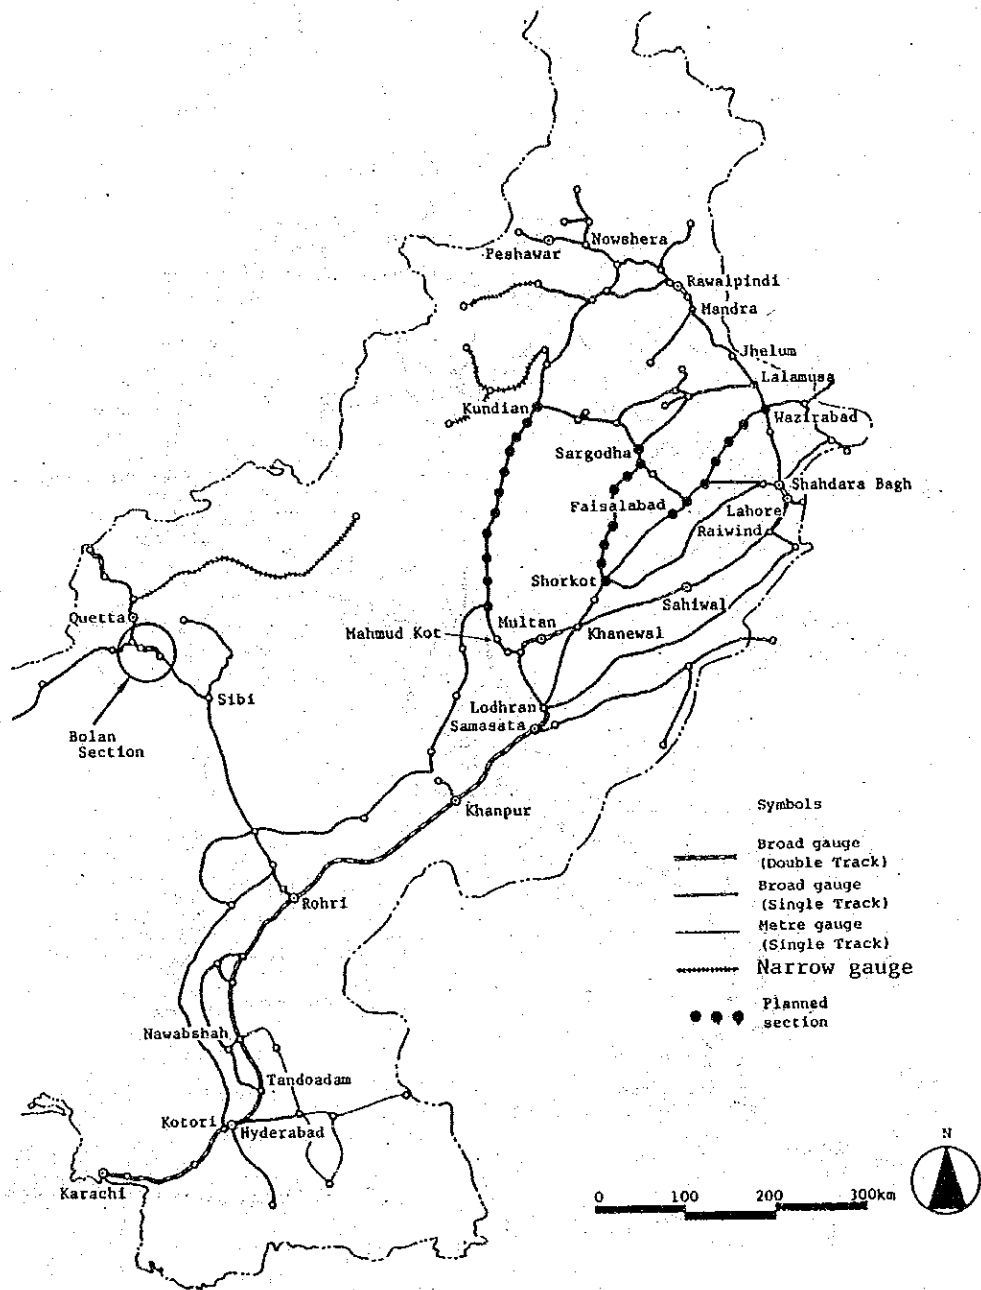 Nowshera
Peshawar
Rawalpindi
Mandra
Jhelum
Lalamusa
Kundian
Wazirabad
Sargodha
Shahdara Bagh
Faisalabad
Lahore
Raiwind
Shorkot
Sahiwal
Quetta
Multan
Mahmud Kot
Khanewal
Sibi
Lodhran
Samasata
Bolan
Section
Khanpur
Symbols
Broad gauge
(Double Track)
Broad gauge
(Single Track)
Rohri
Metre gauge
(Single Track)
Narrow gauge
Planned
section
Nawabshah
Tandoadam
Kotori
Hyderabad
N
Karachi
0 100 200 300km